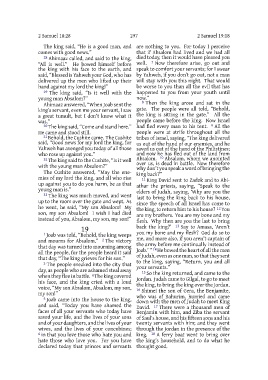 2 Samuel 18:28
297
2 Samuel 19:18
The king said, "He is a good man, and
comes with good news."
28 Ahimaaz called, and said to the king,
"All is well." He bowed himself before
the king with his face to the earth, and
said, "Blessed is Yahweh your God, who has
delivered up the men who lifted up their
hand against my lord the king!"
29 The king said, "Is it well with the
young man Absalom?"
Ahimaaz answered, "When Joab sent the
king's servant, even me your servant, I saw
a great tumult, but I don't know what it
was."
30 The king said, "Come and stand here."
He came and stood still.
31 Behold, the Cushite came. The Cushite
said, "Good news for my lord the king, for
Yahweh has avenged you today of all those
who rose up against you."
32 The king said to the Cushite, "Is it well
with the young man Absalom?"
The Cushite answered, "May the ene-
mies of my lord the king, and all who rise
up against you to do you harm, be as that
young man is."
33 The king was much moved, and went
up to the room over the gate and wept. As
he went, he said, "My son Absalom! My
son, my son Absalom! I wish I had died
instead of you, Absalom, my son, my son!"
19
1 Joab was told, "Behold, the king weeps
and mourns for Absalom." 2 The victory
that day was turned into mourning among
all the people, for the people heard it said
that day, "The king grieves for his son."
3 The people sneaked into the city that
day, as people who are ashamed steal away
when they flee in battle. 4 The king covered
his face, and the king cried with a loud
voice, "My son Absalom, Absalom, my son,
my son!"
5 Joab came into the house to the king,
and said, "Today you have shamed the
faces of all your servants who today have
saved your life, and the lives of your sons
and of your daughters, and the lives of your
wives, and the lives of your concubines;
6 in that you love those who hate you and
hate those who love you. For you have
declared today that princes and servants
are nothing to you. For today I perceive
that if Absalom had lived and we had all
died today, then it would have pleased you
well. 7 Now therefore arise, go out and
speak to comfort your servants; for I swear
by Yahweh, if you don't go out, not a man
will stay with you this night. That would
be worse to you than all the evil that has
happened to you from your youth until
now."
8 Then the king arose and sat in the
gate. The people were all told, "Behold,
the king is sitting in the gate." All the
people came before the king. Now Israel
had fled every man to his tent. 9 All the
people were at strife throughout all the
tribes of Israel, saying, "The king delivered
us out of the hand of our enemies, and he
saved us out of the hand of the Philistines;
and now he has fled out of the land from
Absalom. 10 Absalom, whom we anointed
over us, is dead in battle. Now therefore
why don't you speak a word of bringing the
king back?"
11 King David sent to Zadok and to Abi-
athar the priests, saying, "Speak to the
elders of Judah, saying, 'Why are you the
last to bring the king back to his house,
since the speech of all Israel has come to
the king, to return him to his house? 12 You
are my brothers. You are my bone and my
flesh. Why then are you the last to bring
back the king?' 13 Say to Amasa, 'Aren't
you my bone and my flesh? God do so to
me, and more also, if you aren't captain of
the army before me continually instead of
Joab.'" 14 He bowed the heart of all the men
of Judah, even as one man, so that they sent
to the king, saying, "Return, you and all
your servants."
15 So the king returned, and came to the
Jordan. Judah came to Gilgal, to go to meet
the king, to bring the king over the Jordan.
16 Shimei the son of Gera, the Benjamite,
who was of Bahurim, hurried and came
down with the men of Judah to meet King
David. 17 There were a thousand men of
Benjamin with him, and Ziba the servant
of Saul's house, and his fifteen sons and his
twenty servants with him; and they went
through the Jordan in the presence of the
king. 18 A ferry boat went to bring over
the king's household, and to do what he
thought good.